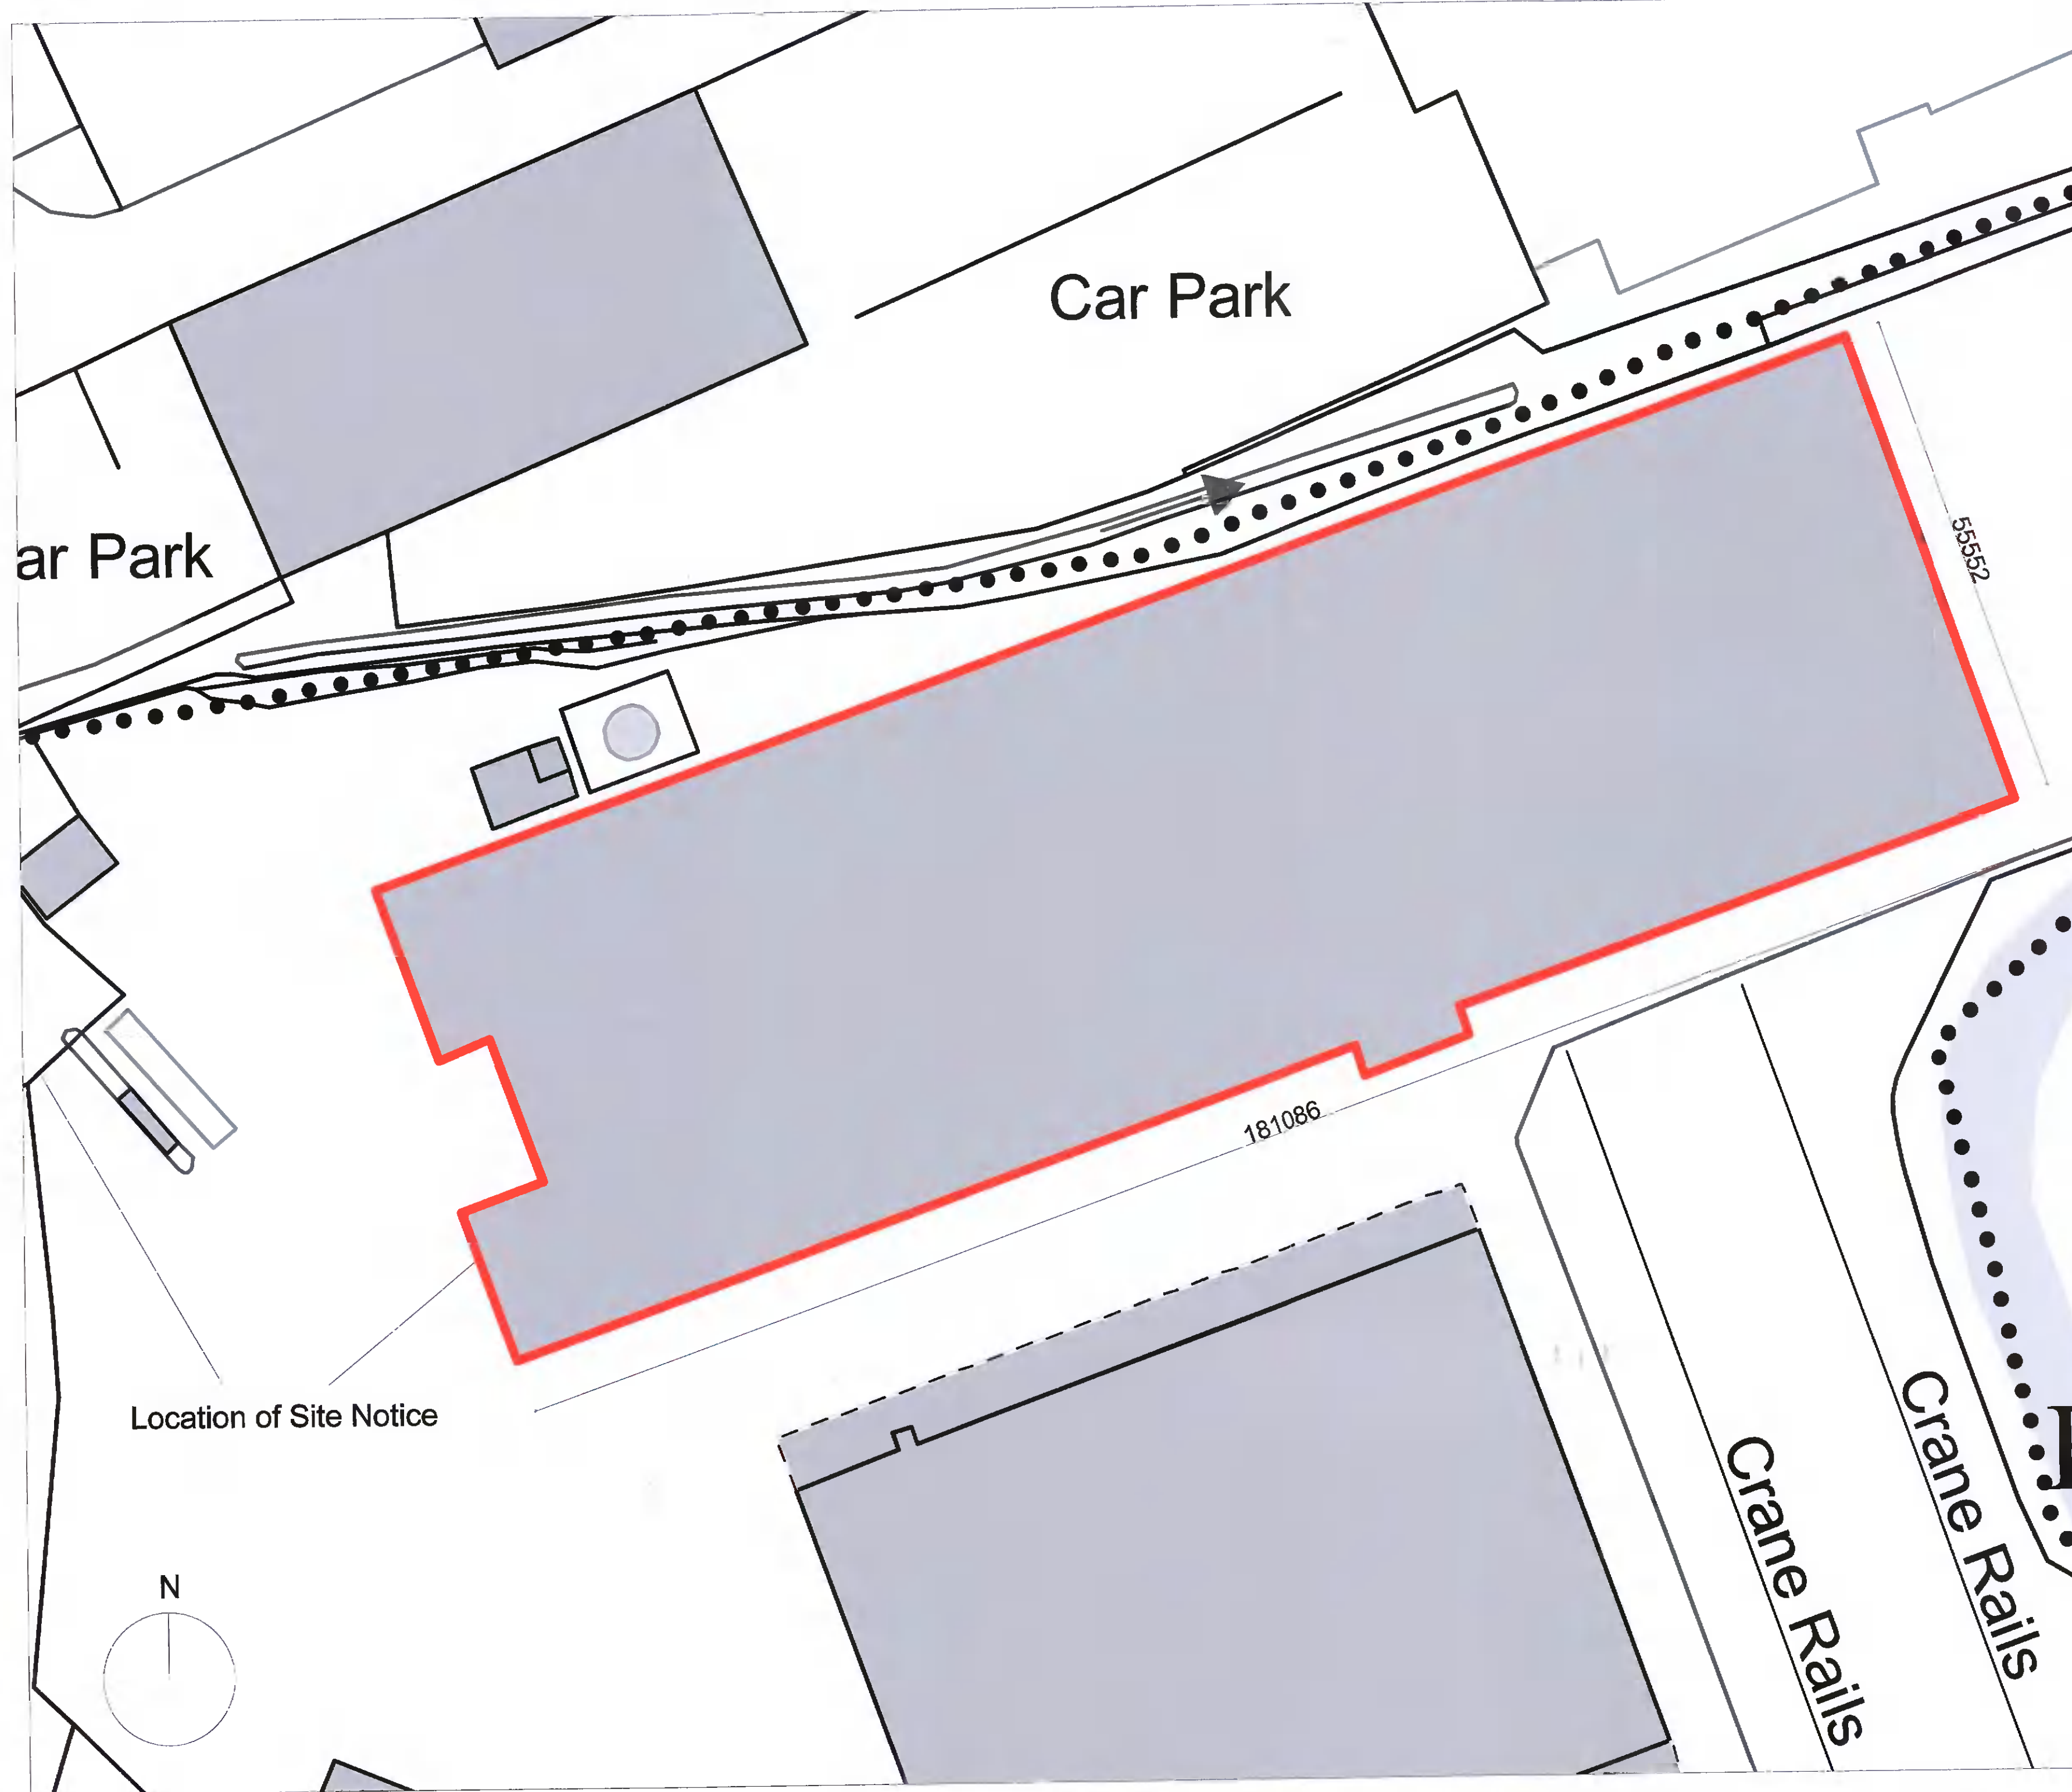 Car Park
ar Park
55552
181086
Location of Site Notice
Crane Rails
Crane Rails
N